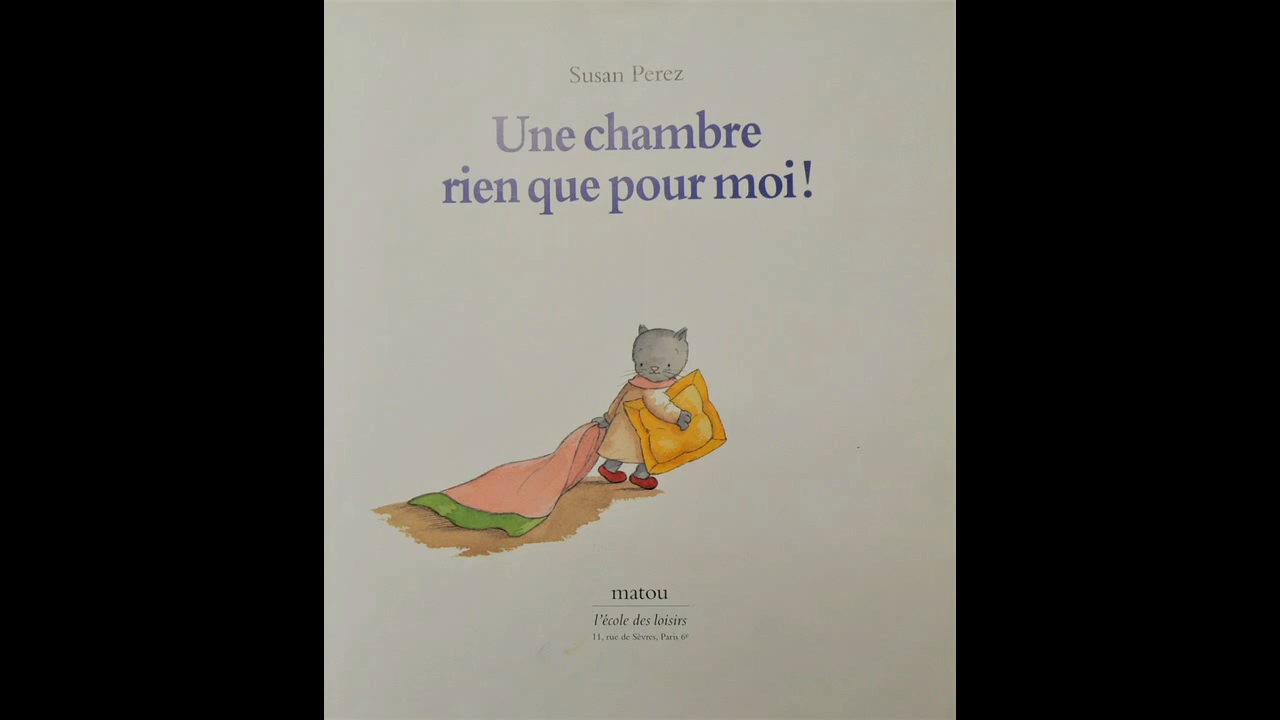 Susan Perez
Une chambre
rien que pour moi !
matou
l'école des loisirs
11, rue de Sèvres, Paris 6e